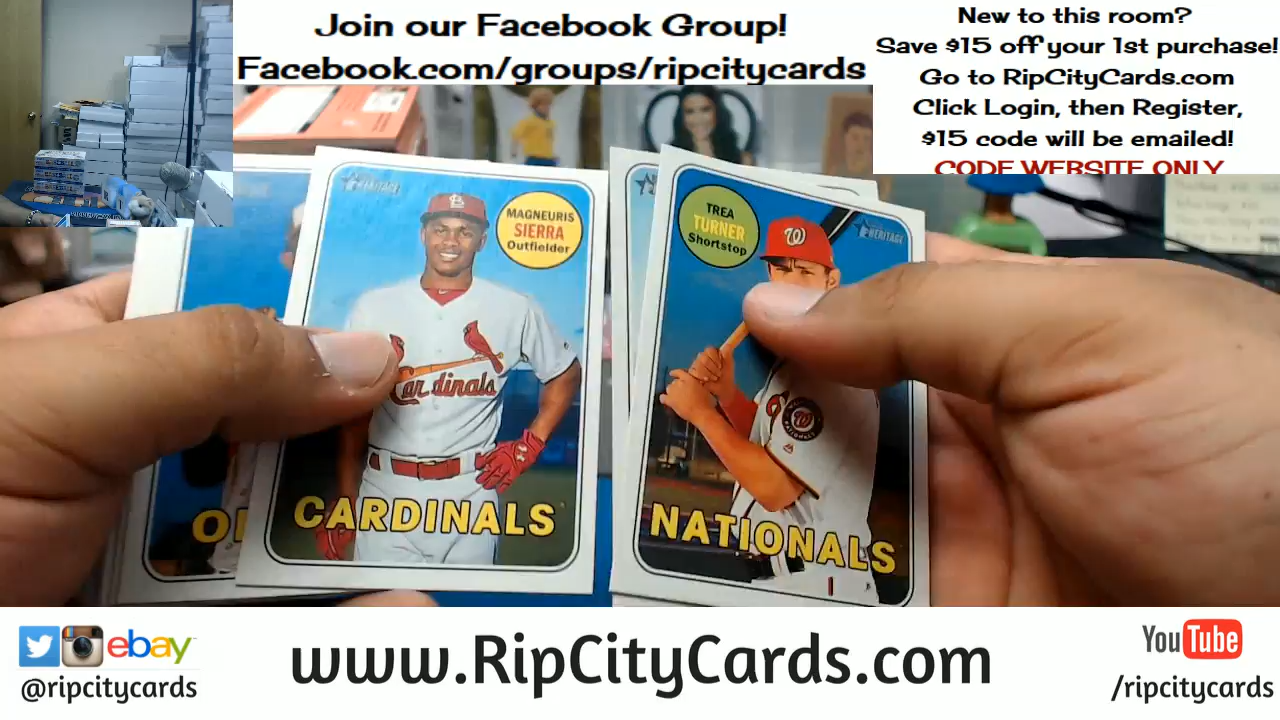 Join our Facebook Group!
Facebook.com/groups/ripcitycards
New to this room?
Save $15 off your 1st purchase!
Go to RipCityCards.com
Click Login, then Register,
$15 code will be emailed!
CODE WEBSITE ONLY
HERITAGE
MAGNEURIS
SIERRA
Outfielder
Cardinals
CARDINALS
TREA
TURNER
Shortstop
HERITAGE
W
W
NATIONALS
NATIONALS
O
ebay
@ripcitycards
www.RipCityCards.com
YouTube
/ripcitycards